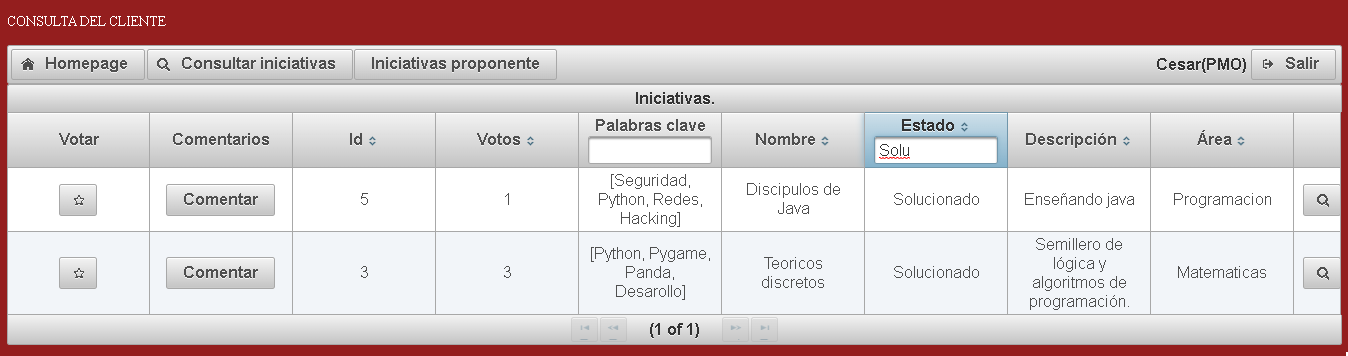 CONSULTA DEL CLIENTE
Homepage Consultar iniciativas Iniciativas proponente Cesar(PMO) Salir
Iniciativas.
Votar Comentarios Id Votos Palabras clave Nombre Estado Descripción Área
Solu
Comentar 5 1 [Seguridad, Python, Redes, Hacking] Discipulos de Java Solucionado Enseñando java Programacion
Comentar 3 3 [Python, Pygame, Panda, Desarollo] Teoricos discretos Solucionado Semillero de lógica y algoritmos de programación. Matematicas
(1 of 1)